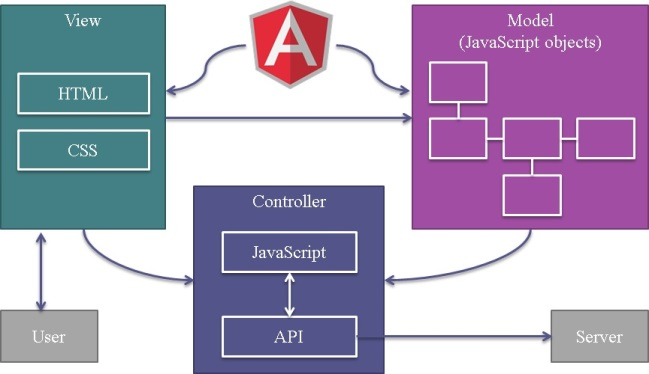 View
HTML
CSS
A
Model
(JavaScript objects)
Controller
JavaScript
API
User
Server